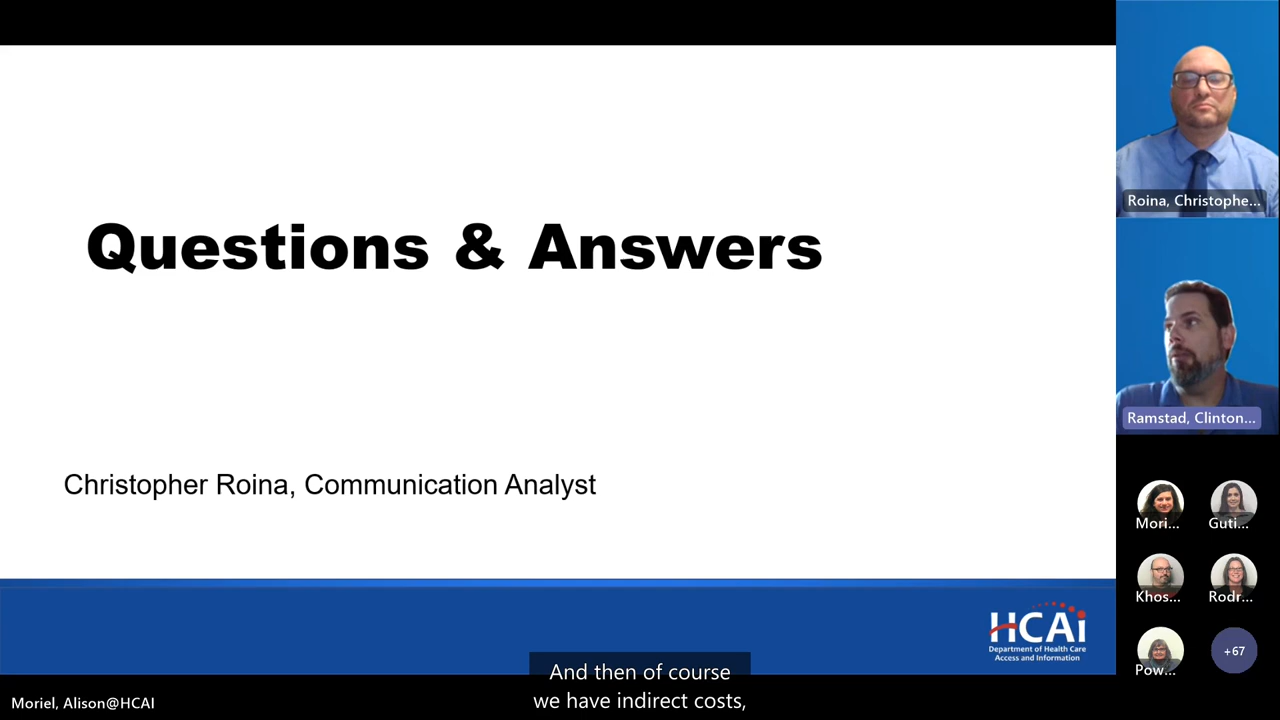 Questions & Answers
Christopher Roina, Communication Analyst
HCAi
Department of Health Care
Access and Information
And then of course
we have indirect costs,
Moriel, Alison@HCAI
Roina, Christophe...
Ramstad, Clinton...
Mori...
Guti...
Khos...
Rodr...
Pow...
+67